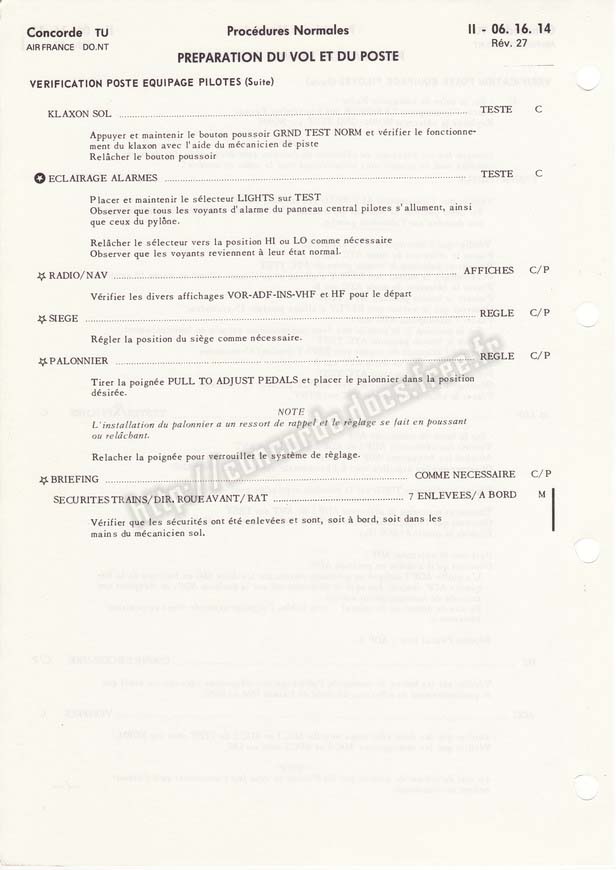 Concorde TU Procédures Normales II - 06. 16. 14
AIR FRANCE DO.NT Rév. 27
PREPARATION DU VOL ET DU POSTE
VERIFICATION POSTE EQUIPAGE PILOTES (Suite)
KLAXON SOL ........ TESTE C
Appuyer et maintenir le bouton poussoir GRND TEST NORM et vérifier le fonctionne-
ment du klaxon avec l'aide du mécanicien de piste
Relâcher le bouton poussoir
ECLAIRAGE ALARMES ........ TESTE C
Placer et maintenir le sélecteur LIGHTS sur TEST
Observer que tous les voyants d'alarme du panneau central pilotes s'allument, ainsi
que ceux du pylône.
Relâcher le sélecteur vers la position HI ou LO comme nécessaire
Observer que les voyants reviennent à leur état normal.
RADIO/NAV ........ AFFICHES C/P
Vérifier les divers affichages VOR-ADF-INS-VHF et HF pour le départ
SIEGE ........ REGLE C/P
Régler la position du siège comme nécessaire.
PALONNIER ........ REGLE C/P
Tirer la poignée PULL TO ADJUST PEDALS et placer le palonnier dans la position
désirée.
NOTE
L'installation du palonnier a un ressort de rappel et le règlage se fait en poussant
ou relâchant.
Relacher la poignée pour verrouiller le système de règlage.
BRIEFING ........ COMME NECESSAIRE C/P
SECURITES TRAINS/DIR. ROUE AVANT/RAT ........ 7 ENLEVEES/A BORD M
Vérifier que les sécurités ont été enlevées et sont, soit à bord, soit dans les
mains du mécanicien sol.
http://concorde.docs.free.fr